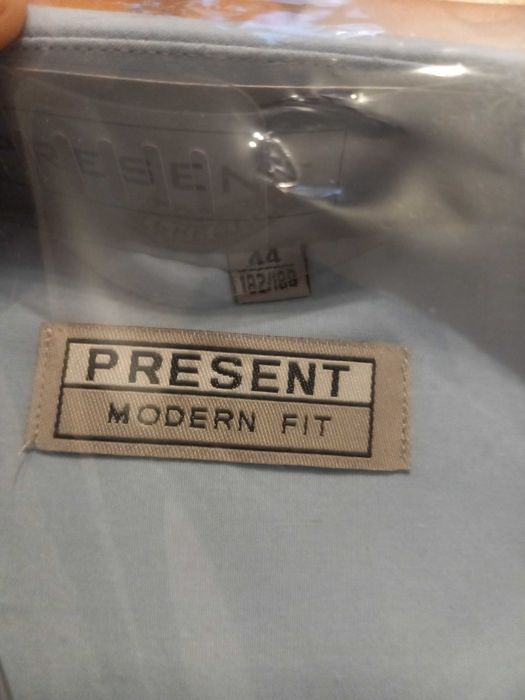 PRESENT
44
182/188
PRESENT
MODERN FIT